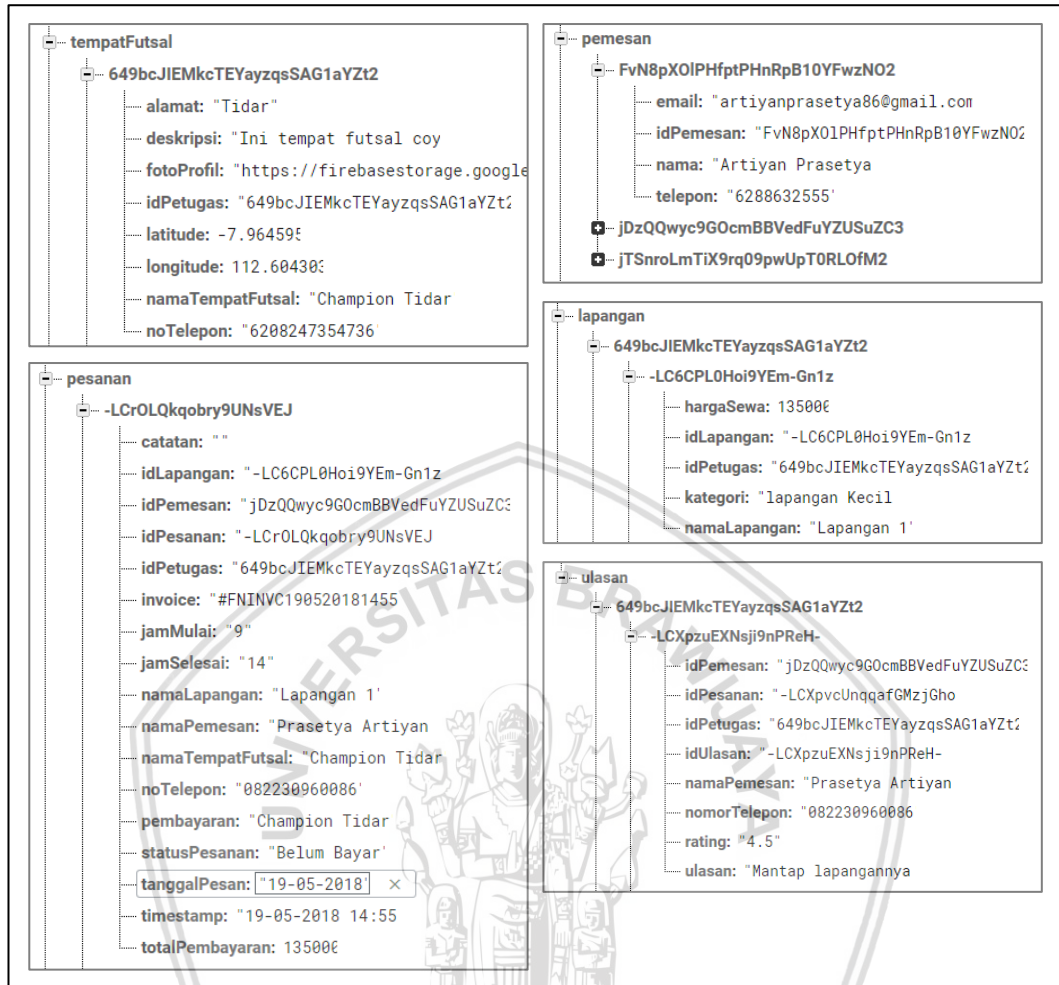 tempatFutsal
649bcJIEMkcTEYayzqsSAG1aYZt2
alamat: "Tidar"
deskripsi: "Ini tempat futsal coy
fotoProfil: "https://firebasestorage.google
idPetugas: "649bcJIEMkcTEYayzqsSAG1aYZt2
latitude: -7.964595
longitude: 112.604303
namaTempatFutsal: "Champion Tidar
noTelepon: "6208247354736'
pesanan
-LCrOLQkqobry9UNsVEJ
catatan: ""
idLapangan: "-LC6CPL0Hoi9YEm-Gn1z
idPemesan: "jDzQQwyc9GOcmBBVedFuYZUSuZC3
idPesanan: "-LCrOLQkqobry9UNsVEJ
idPetugas: "649bcJIEMkcTEYayzqsSAG1aYZt2
invoice: "#FNINVC190520181455
jamMulai: "9"
jamSelesai: "14"
namaLapangan: "Lapangan 1'
namaPemesan: "Prasetya Artiyan
namaTempatFutsal: "Champion Tidar
noTelepon: "082230960086'
pembayaran: "Champion Tidar
statusPesanan: "Belum Bayar'
tanggalPesan: "19-05-2018' ×
timestamp: "19-05-2018 14:55
totalPembayaran: 135000
pemesan
FvN8pXOlPHfptPHnRpB10YFwzNO2
email: "artiyanprasetya86@gmail.com
idPemesan: "FvN8pXOlPHfptPHnRpB10YFwzNO2
nama: "Artiyan Prasetya
telepon: "6288632555'
jDzQQwyc9GOcmBBVedFuYZUSuZC3
jTSnroLmTiX9rq09pwUpT0RLOfM2
lapangan
649bcJIEMkcTEYayzqsSAG1aYZt2
-LC6CPL0Hoi9YEm-Gn1z
hargaSewa: 135000
idLapangan: "-LC6CPL0Hoi9YEm-Gn1z
idPetugas: "649bcJIEMkcTEYayzqsSAG1aYZt2
kategori: "lapangan Kecil
namaLapangan: "Lapangan 1'
ulasan
649bcJIEMkcTEYayzqsSAG1aYZt2
-LCXpzuEXNsji9nPReH-
idPemesan: "jDzQQwyc9GOcmBBVedFuYZUSuZC3
idPesanan: "-LCXpvcUnqqafGMzjGho
idPetugas: "649bcJIEMkcTEYayzqsSAG1aYZt2
idUlasan: "-LCXpzuEXNsji9nPReH-
namaPemesan: "Prasetya Artiyan
nomorTelepon: "082230960086
rating: "4.5"
ulasan: "Mantap lapangannya
UNIVERSITAS BRAWIJAYA